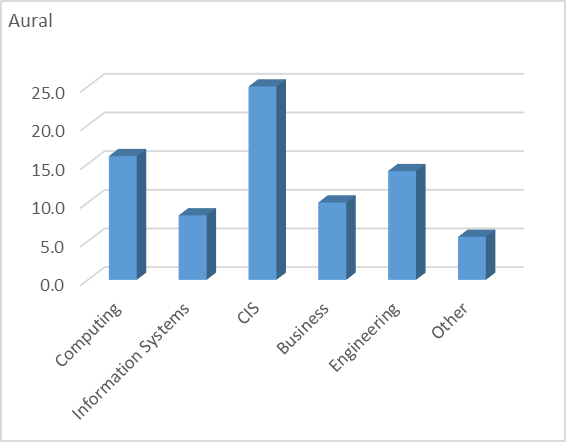 Aural
25.0
20.0
15.0
10.0
5.0
0.0
Computing
Information Systems
CIS
Business
Engineering
Other